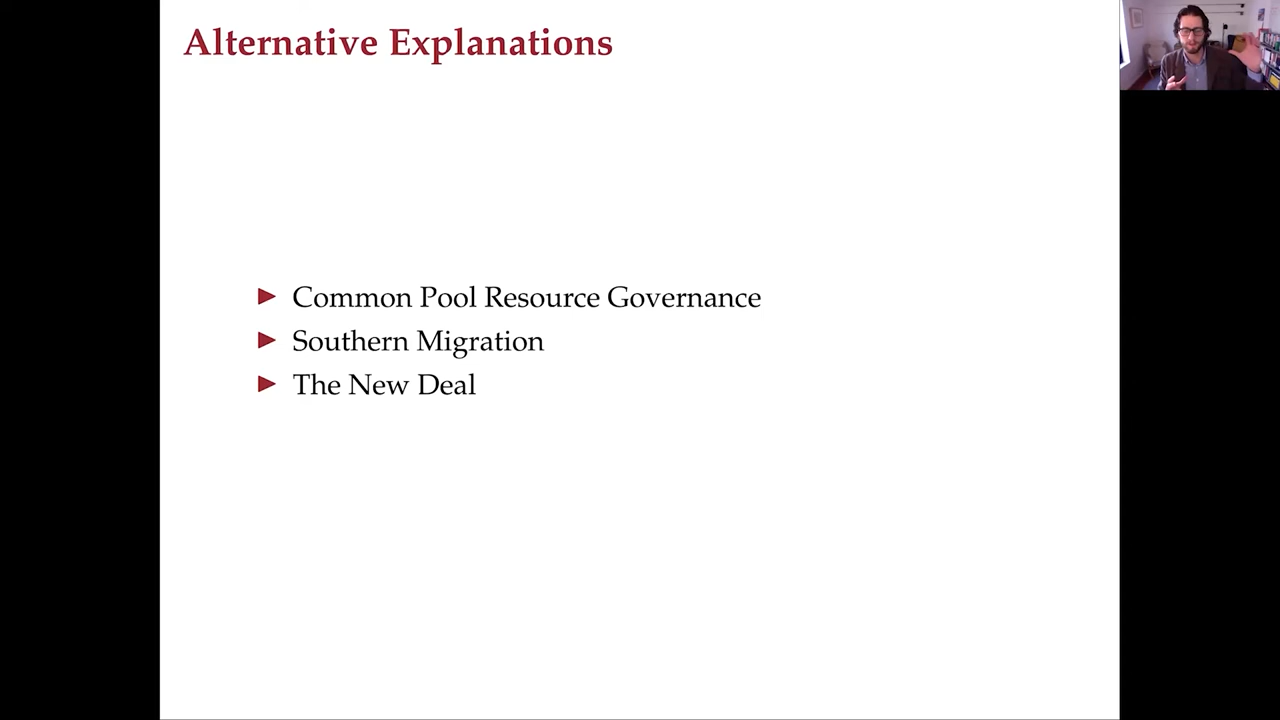 Alternative Explanations
Common Pool Resource Governance
Southern Migration
The New Deal